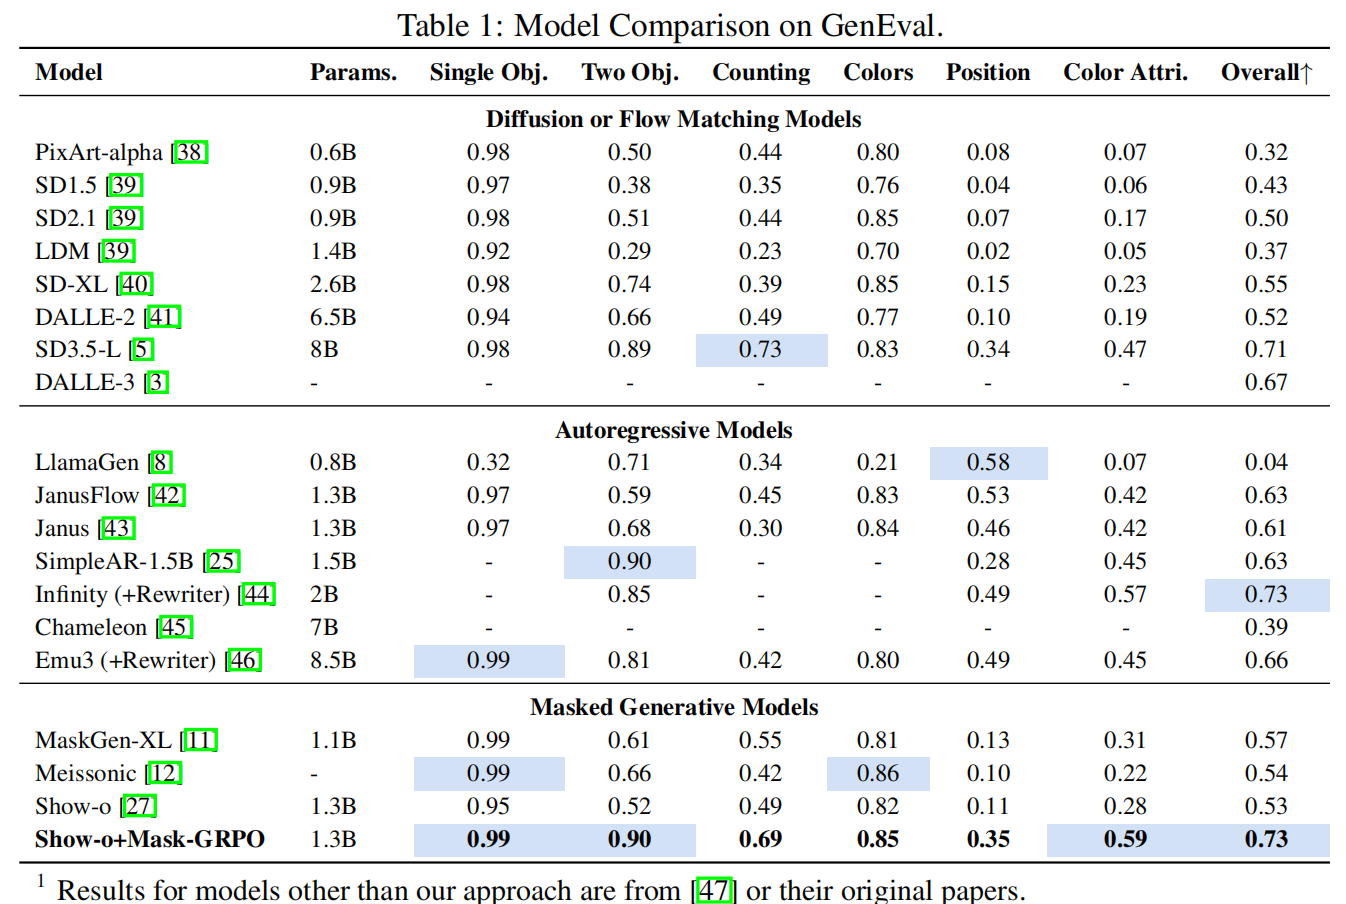 Table 1: Model Comparison on GenEval.
Model Params. Single Obj. Two Obj. Counting Colors Position Color Attri. Overall↑
Diffusion or Flow Matching Models
PixArt-alpha [38] 0.6B 0.98 0.50 0.44 0.80 0.08 0.07 0.32
SD1.5 [39] 0.9B 0.97 0.38 0.35 0.76 0.04 0.06 0.43
SD2.1 [39] 0.9B 0.98 0.51 0.44 0.85 0.07 0.17 0.50
LDM [39] 1.4B 0.92 0.29 0.23 0.70 0.02 0.05 0.37
SD-XL [40] 2.6B 0.98 0.74 0.39 0.85 0.15 0.23 0.55
DALLE-2 [41] 6.5B 0.94 0.66 0.49 0.77 0.10 0.19 0.52
SD3.5-L [5] 8B 0.98 0.89 0.73 0.83 0.34 0.47 0.71
DALLE-3 [3] - - - - - - - 0.67
Autoregressive Models
LlamaGen [8] 0.8B 0.32 0.71 0.34 0.21 0.58 0.07 0.04
JanusFlow [42] 1.3B 0.97 0.59 0.45 0.83 0.53 0.42 0.63
Janus [43] 1.3B 0.97 0.68 0.30 0.84 0.46 0.42 0.61
SimpleAR-1.5B [25] 1.5B - 0.90 - - 0.28 0.45 0.63
Infinity (+Rewriter) [44] 2B - 0.85 - - 0.49 0.57 0.73
Chameleon [45] 7B - - - - - - 0.39
Emu3 (+Rewriter) [46] 8.5B 0.99 0.81 0.42 0.80 0.49 0.45 0.66
Masked Generative Models
MaskGen-XL [11] 1.1B 0.99 0.61 0.55 0.81 0.13 0.31 0.57
Meissonic [12] - 0.99 0.66 0.42 0.86 0.10 0.22 0.54
Show-o [27] 1.3B 0.95 0.52 0.49 0.82 0.11 0.28 0.53
Show-o+Mask-GRPO 1.3B 0.99 0.90 0.69 0.85 0.35 0.59 0.73
1 Results for models other than our approach are from [47] or their original papers.